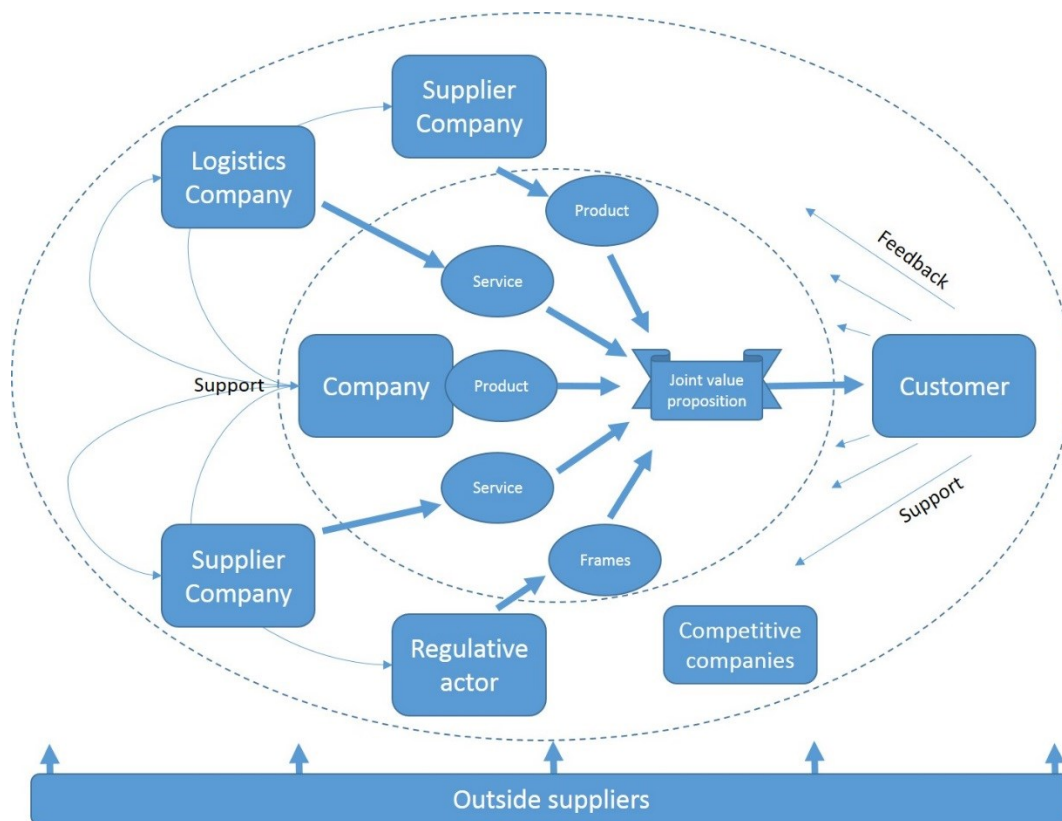 Supplier
Company
Logistics
Company
Product
Feedback
Service
Support
Company
Product
Joint value
proposition
Customer
Service
Support
Supplier
Company
Frames
Regulative
actor
Competitive
companies
Outside suppliers